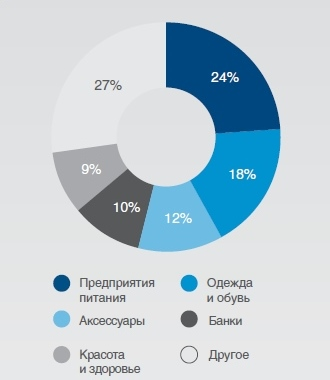 27%
24%
9%
18%
10%
12%
Предприятия
питания
Одежда
и обувь
Аксессуары
Банки
Красота
и здоровье
Другое